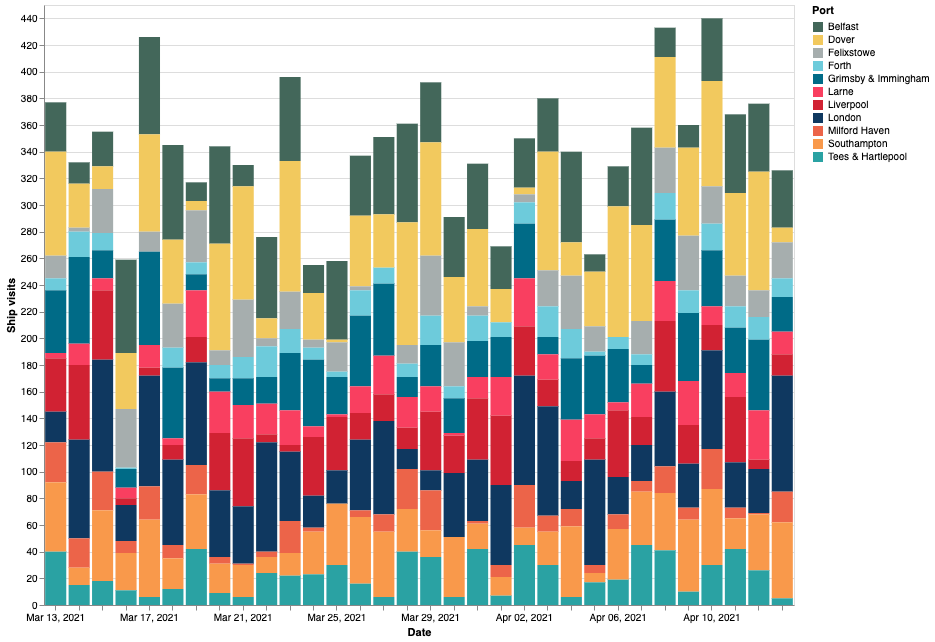 Port
Belfast
Dover
Felixstowe
Forth
Grimsby & Immingham
Larne
Liverpool
London
Milford Haven
Southampton
Tees & Hartlepool
Ship visits
440
420
400
380
360
340
320
300
280
260
240
220
200
180
160
140
120
100
80
60
40
20
0
Mar 13, 2021 Mar 17, 2021 Mar 21, 2021 Mar 25, 2021 Mar 29, 2021 Apr 02, 2021 Apr 06, 2021 Apr 10, 2021
Date